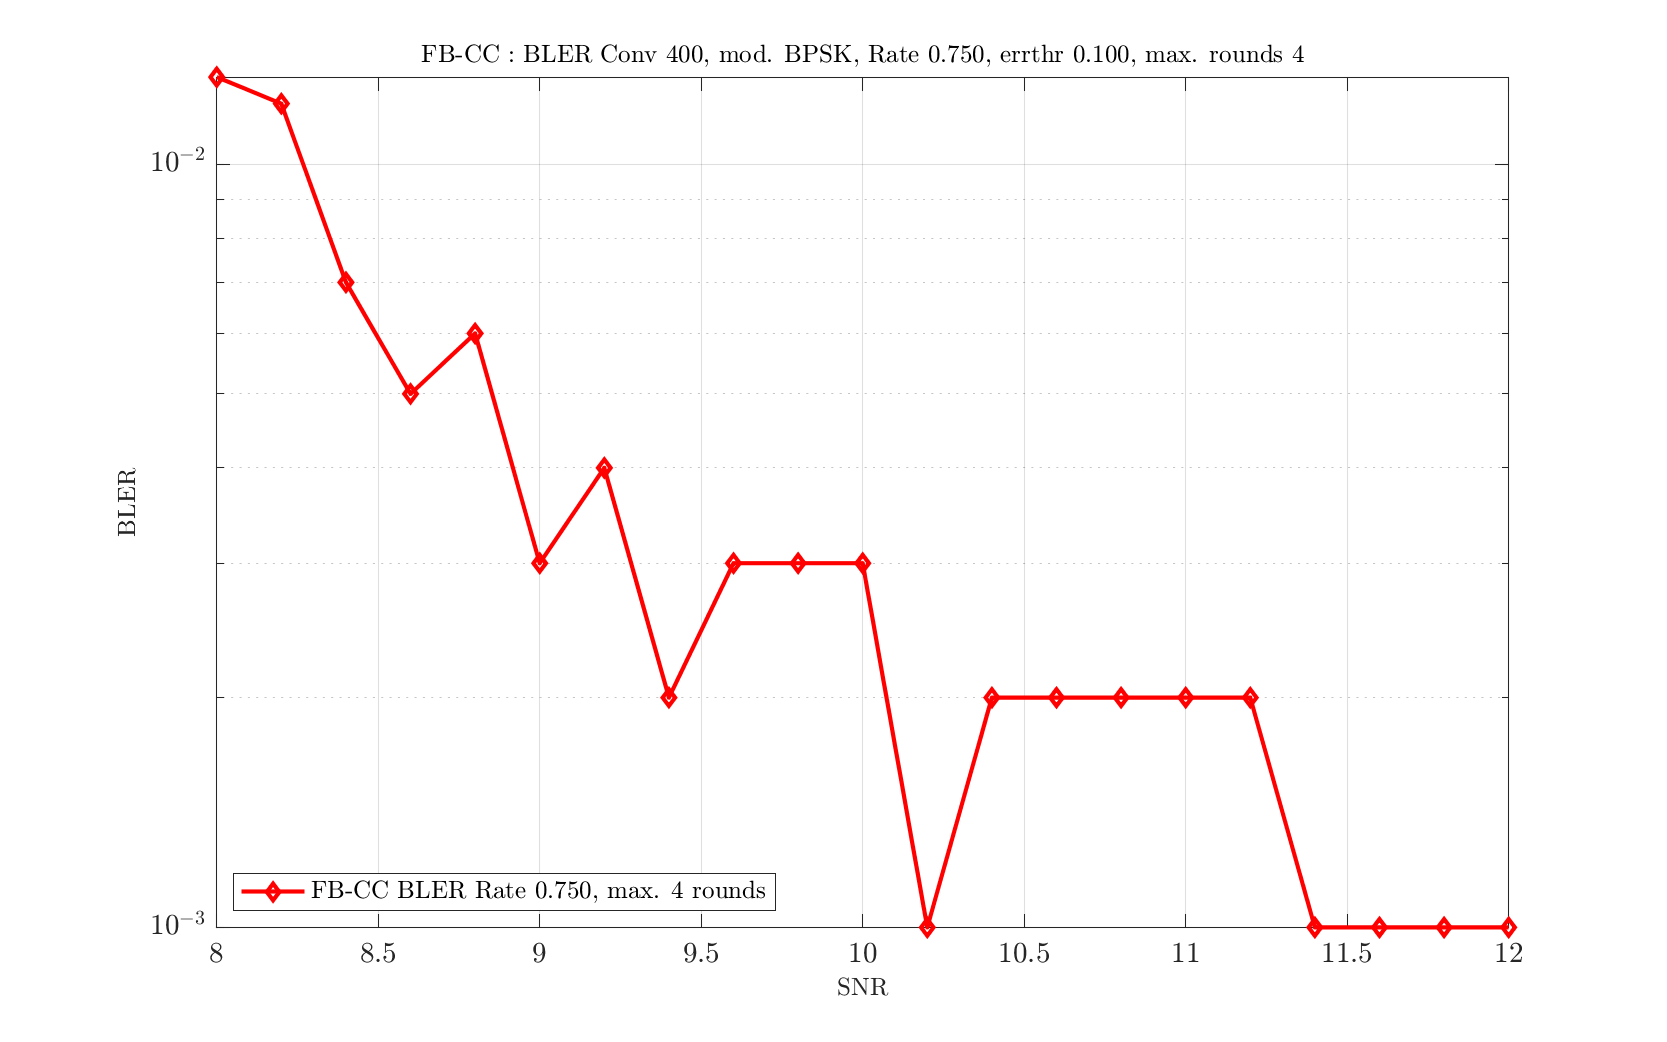 FB-CC : BLER Conv 400, mod. BPSK, Rate 0.750, errthr 0.100, max. rounds 4
10^{-2}
BLER
10^{-3}
FB-CC BLER Rate 0.750, max. 4 rounds
8 8.5 9 9.5 10 10.5 11 11.5 12
SNR